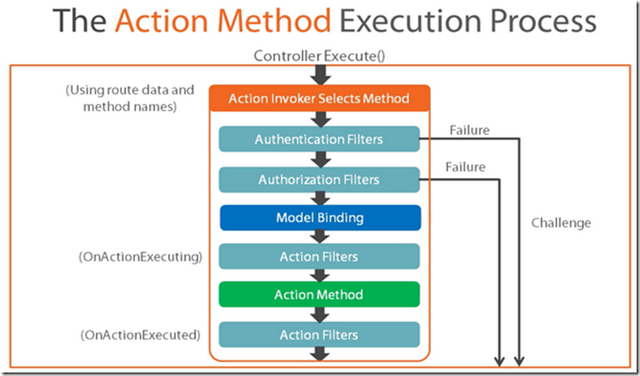 The Action Method Execution Process
Controller Execute()
(Using route data and
method names)
Action Invoker Selects Method
Authentication Filters
Failure
Authorization Filters
Failure
Model Binding
Challenge
(OnActionExecuting)
Action Filters
Action Method
(OnActionExecuted)
Action Filters